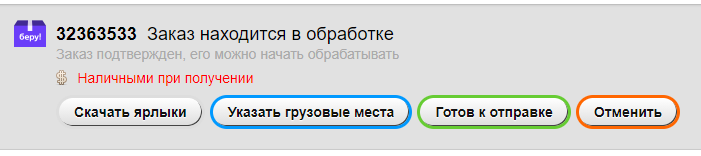 беру!
32363533 Заказ находится в обработке
Заказ подтвержден, его можно начать обрабатывать
Наличными при получении
Скачать ярлыки Указать грузовые места Готов к отправке Отменить